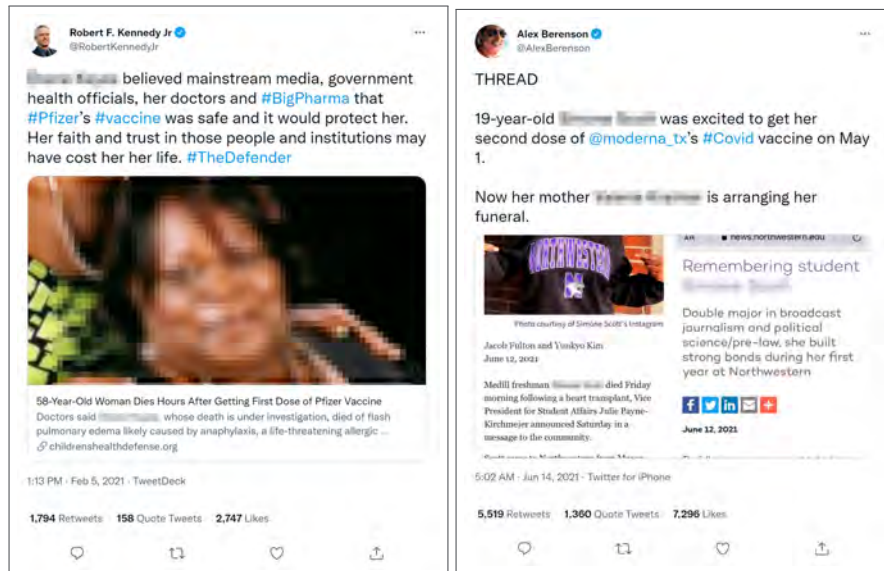 Robert F. Kennedy Jr
@RobertKennedyJr
believed mainstream media, government
health officials, her doctors and #BigPharma that
#Pfizer's #vaccine was safe and it would protect her.
Her faith and trust in those people and institutions may
have cost her her life. #TheDefender
58-Year-Old Woman Dies Hours After Getting First Dose of Pfizer Vaccine
Doctors said , whose death is under investigation, died of flash
pulmonary edema likely caused by anaphylaxis, a life-threatening allergic ...
childrenshealthdefense.org
1:13 PM · Feb 5, 2021 · TweetDeck
1,794 Retweets 158 Quote Tweets 2,747 Likes
Alex Berenson
@AlexBerenson
THREAD
19-year-old was excited to get her
second dose of @moderna_tx's #Covid vaccine on May
1.
Now her mother is arranging her
funeral.
NORTHWESTERN
N
Photo courtesy of Simone Scott's Instagram
Jacob Fulton and Yunkyo Kim
June 12, 2021
Medill freshman died Friday
morning following a heart transplant, Vice
President for Student Affairs Julie Payne-
Kirchmeier announced Saturday in a
message to the community.
news.northwestern.edu
Remembering student
Double major in broadcast
journalism and political
science/pre-law, she built
strong bonds during her first
year at Northwestern
June 12, 2021
5:02 AM · Jun 14, 2021 · Twitter for iPhone
5,519 Retweets 1,360 Quote Tweets 7,296 Likes